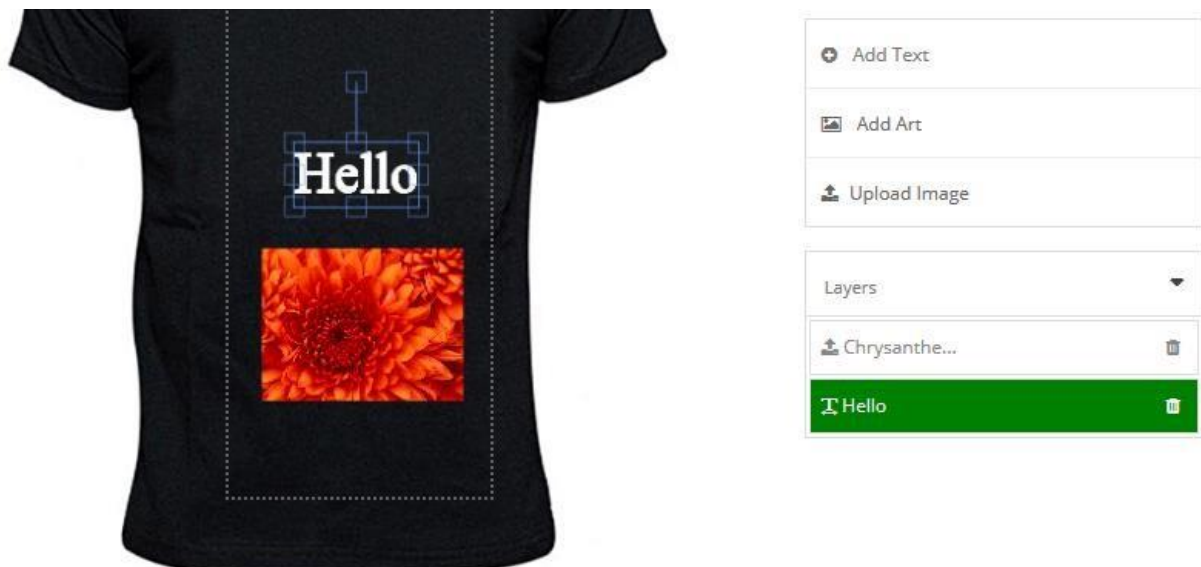 Hello
Add Text
Add Art
Upload Image
Layers
Chrysanthe...
Hello